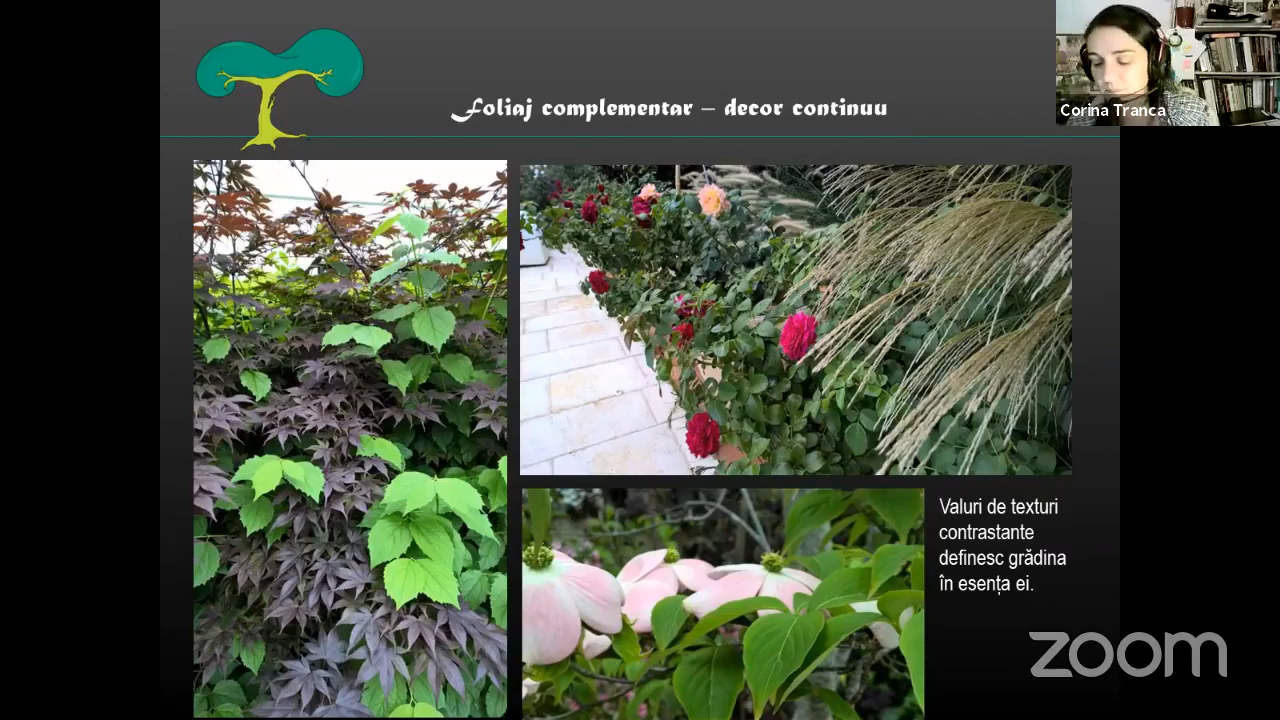 Foliaj complementar – decor continuu
Corina Tranca
Valuri de texturi
contrastante
definesc grădina
în esența ei.
zoom